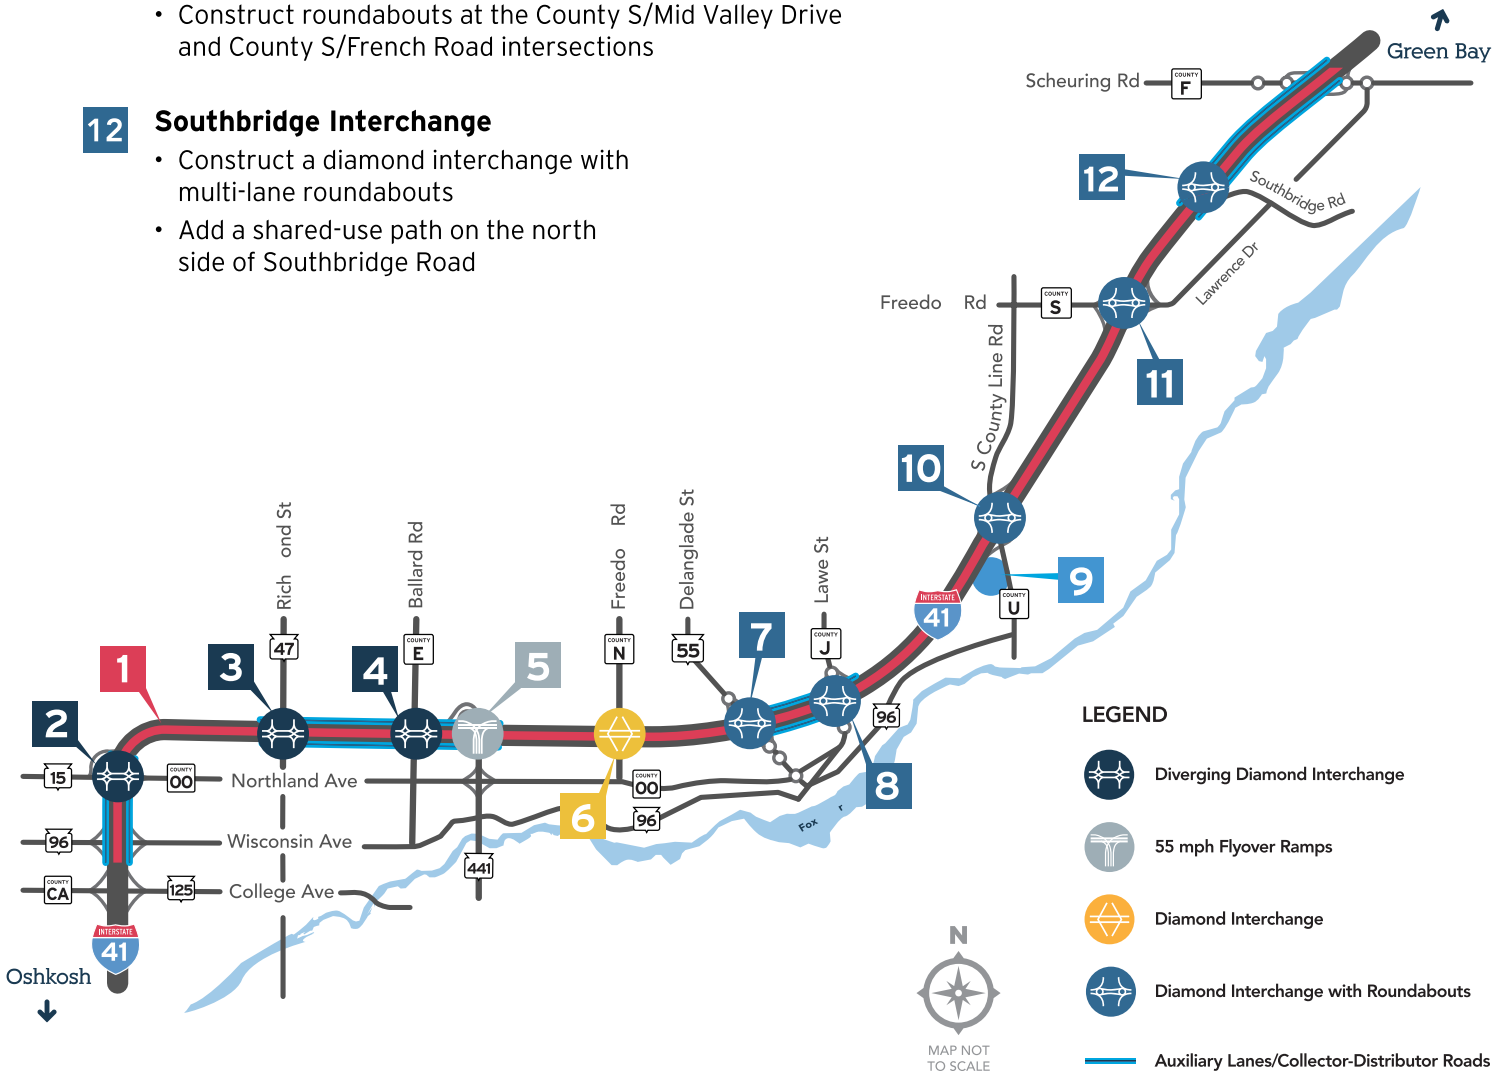 • Construct roundabouts at the County S/Mid Valley Drive
and County S/French Road intersections
12 Southbridge Interchange
• Construct a diamond interchange with
multi-lane roundabouts
• Add a shared-use path on the north
side of Southbridge Road
Green Bay
Scheuring Rd
COUNTY F
12
Southbridge Rd
Lawrence Dr
Freedo Rd
COUNTY S
S County Line Rd
11
10
9
COUNTY U
INTERSTATE 41
Rich ond St
Ballard Rd
Freedo Rd
Delanglade St
Lawe St
47
COUNTY E
COUNTY N
55
COUNTY J
7
1
3
4
5
2
96
15
COUNTY OO
Northland Ave
COUNTY OO
6
8
96
Fox r
96
Wisconsin Ave
441
COUNTY CA
125
College Ave
INTERSTATE 41
Oshkosh
N
MAP NOT
TO SCALE
LEGEND
Diverging Diamond Interchange
55 mph Flyover Ramps
Diamond Interchange
Diamond Interchange with Roundabouts
Auxiliary Lanes/Collector-Distributor Roads